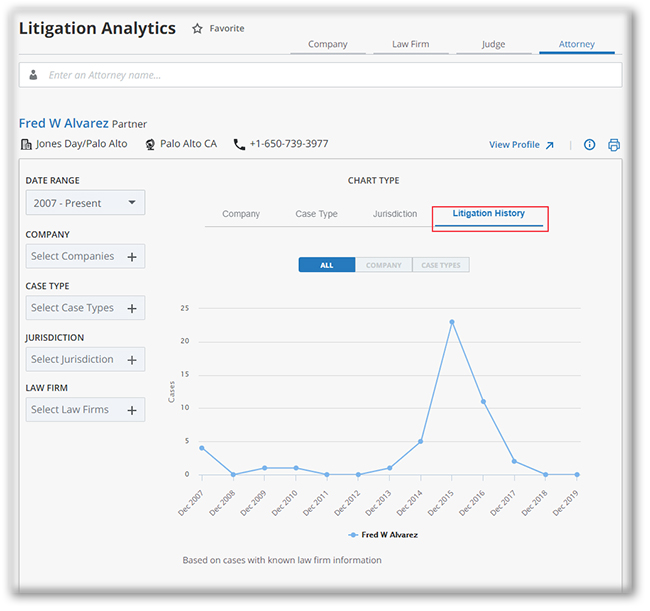 Litigation Analytics Favorite
Company Law Firm Judge Attorney
Enter an Attorney name...
Fred W Alvarez Partner
Jones Day/Palo Alto Palo Alto CA +1-650-739-3977 View Profile
DATE RANGE
2007 - Present
COMPANY
Select Companies +
CASE TYPE
Select Case Types +
JURISDICTION
Select Jurisdiction +
LAW FIRM
Select Law Firms +
CHART TYPE
Company Case Type Jurisdiction Litigation History
ALL COMPANY CASE TYPES
Cases
25
20
15
10
5
0
Dec 2007 Dec 2008 Dec 2009 Dec 2010 Dec 2011 Dec 2012 Dec 2013 Dec 2014 Dec 2015 Dec 2016 Dec 2017 Dec 2018 Dec 2019
Fred W Alvarez
Based on cases with known law firm information